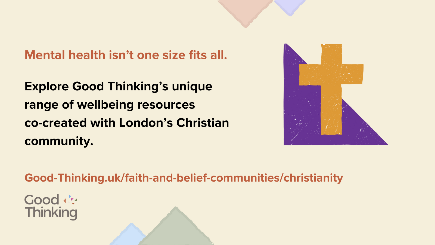 Mental health isn't one size fits all.
Explore Good Thinking's unique
range of wellbeing resources
co-created with London's Christian
community.
Good-Thinking.uk/faith-and-belief-communities/christianity
Good
Thinking